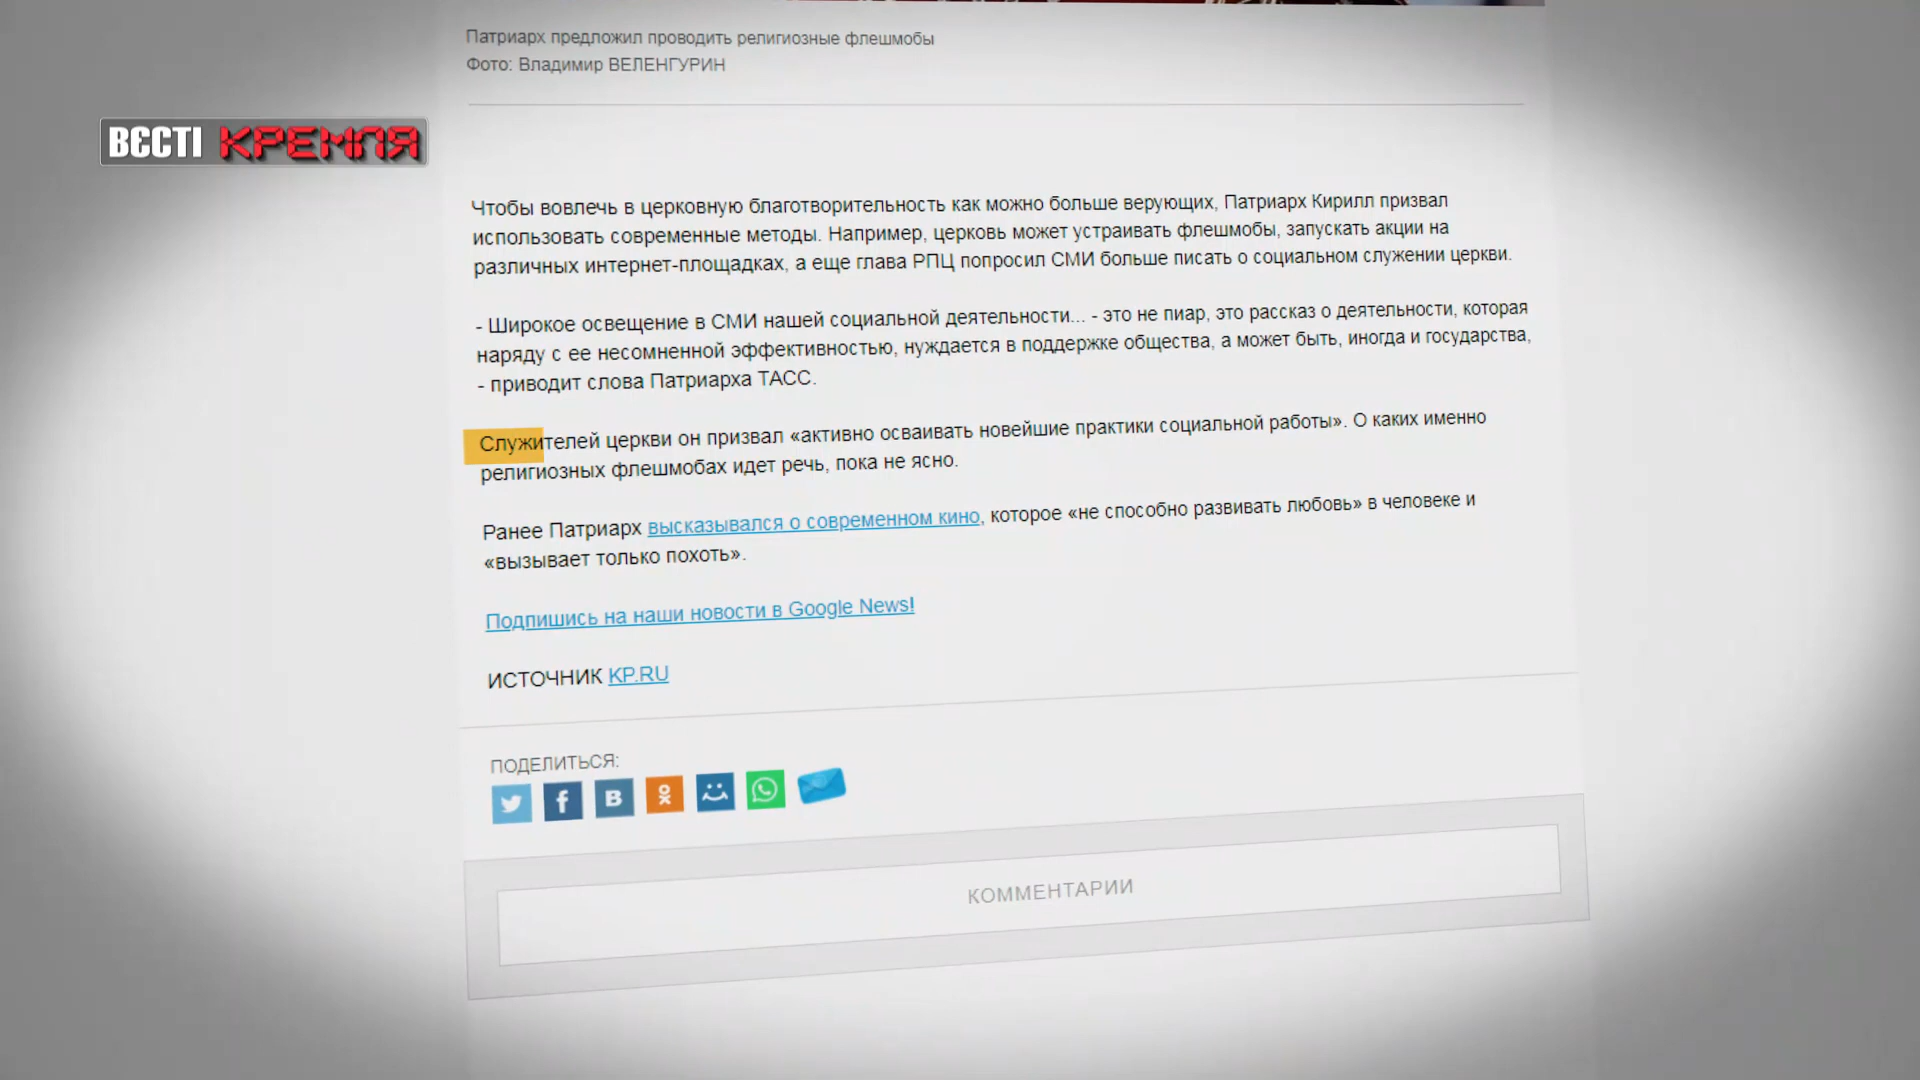 Патриарх предложил проводить религиозные флешмобы
Фото: Владимир ВЕЛЕНГУРИН
ВЄСТІ КРЕМЛЯ
Чтобы вовлечь в церковную благотворительность как можно больше верующих, Патриарх Кирилл призвал
использовать современные методы. Например, церковь может устраивать флешмобы, запускать акции на
различных интернет-площадках, а еще глава РПЦ попросил СМИ больше писать о социальном служении церкви.
- Широкое освещение в СМИ нашей социальной деятельности... - это не пиар, это рассказ о деятельности, которая
наряду с ее несомненной эффективностью, нуждается в поддержке общества, а может быть, иногда и государства,
- приводит слова Патриарха ТАСС.
Служителей церкви он призвал «активно осваивать новейшие практики социальной работы». О каких именно
религиозных флешмобах идет речь, пока не ясно.
Ранее Патриарх высказывался о современном кино, которое «не способно развивать любовь» в человеке и
«вызывает только похоть».
Подпишись на наши новости в Google News!
ИСТОЧНИК KP.RU
ПОДЕЛИТЬСЯ:
КОММЕНТАРИИ